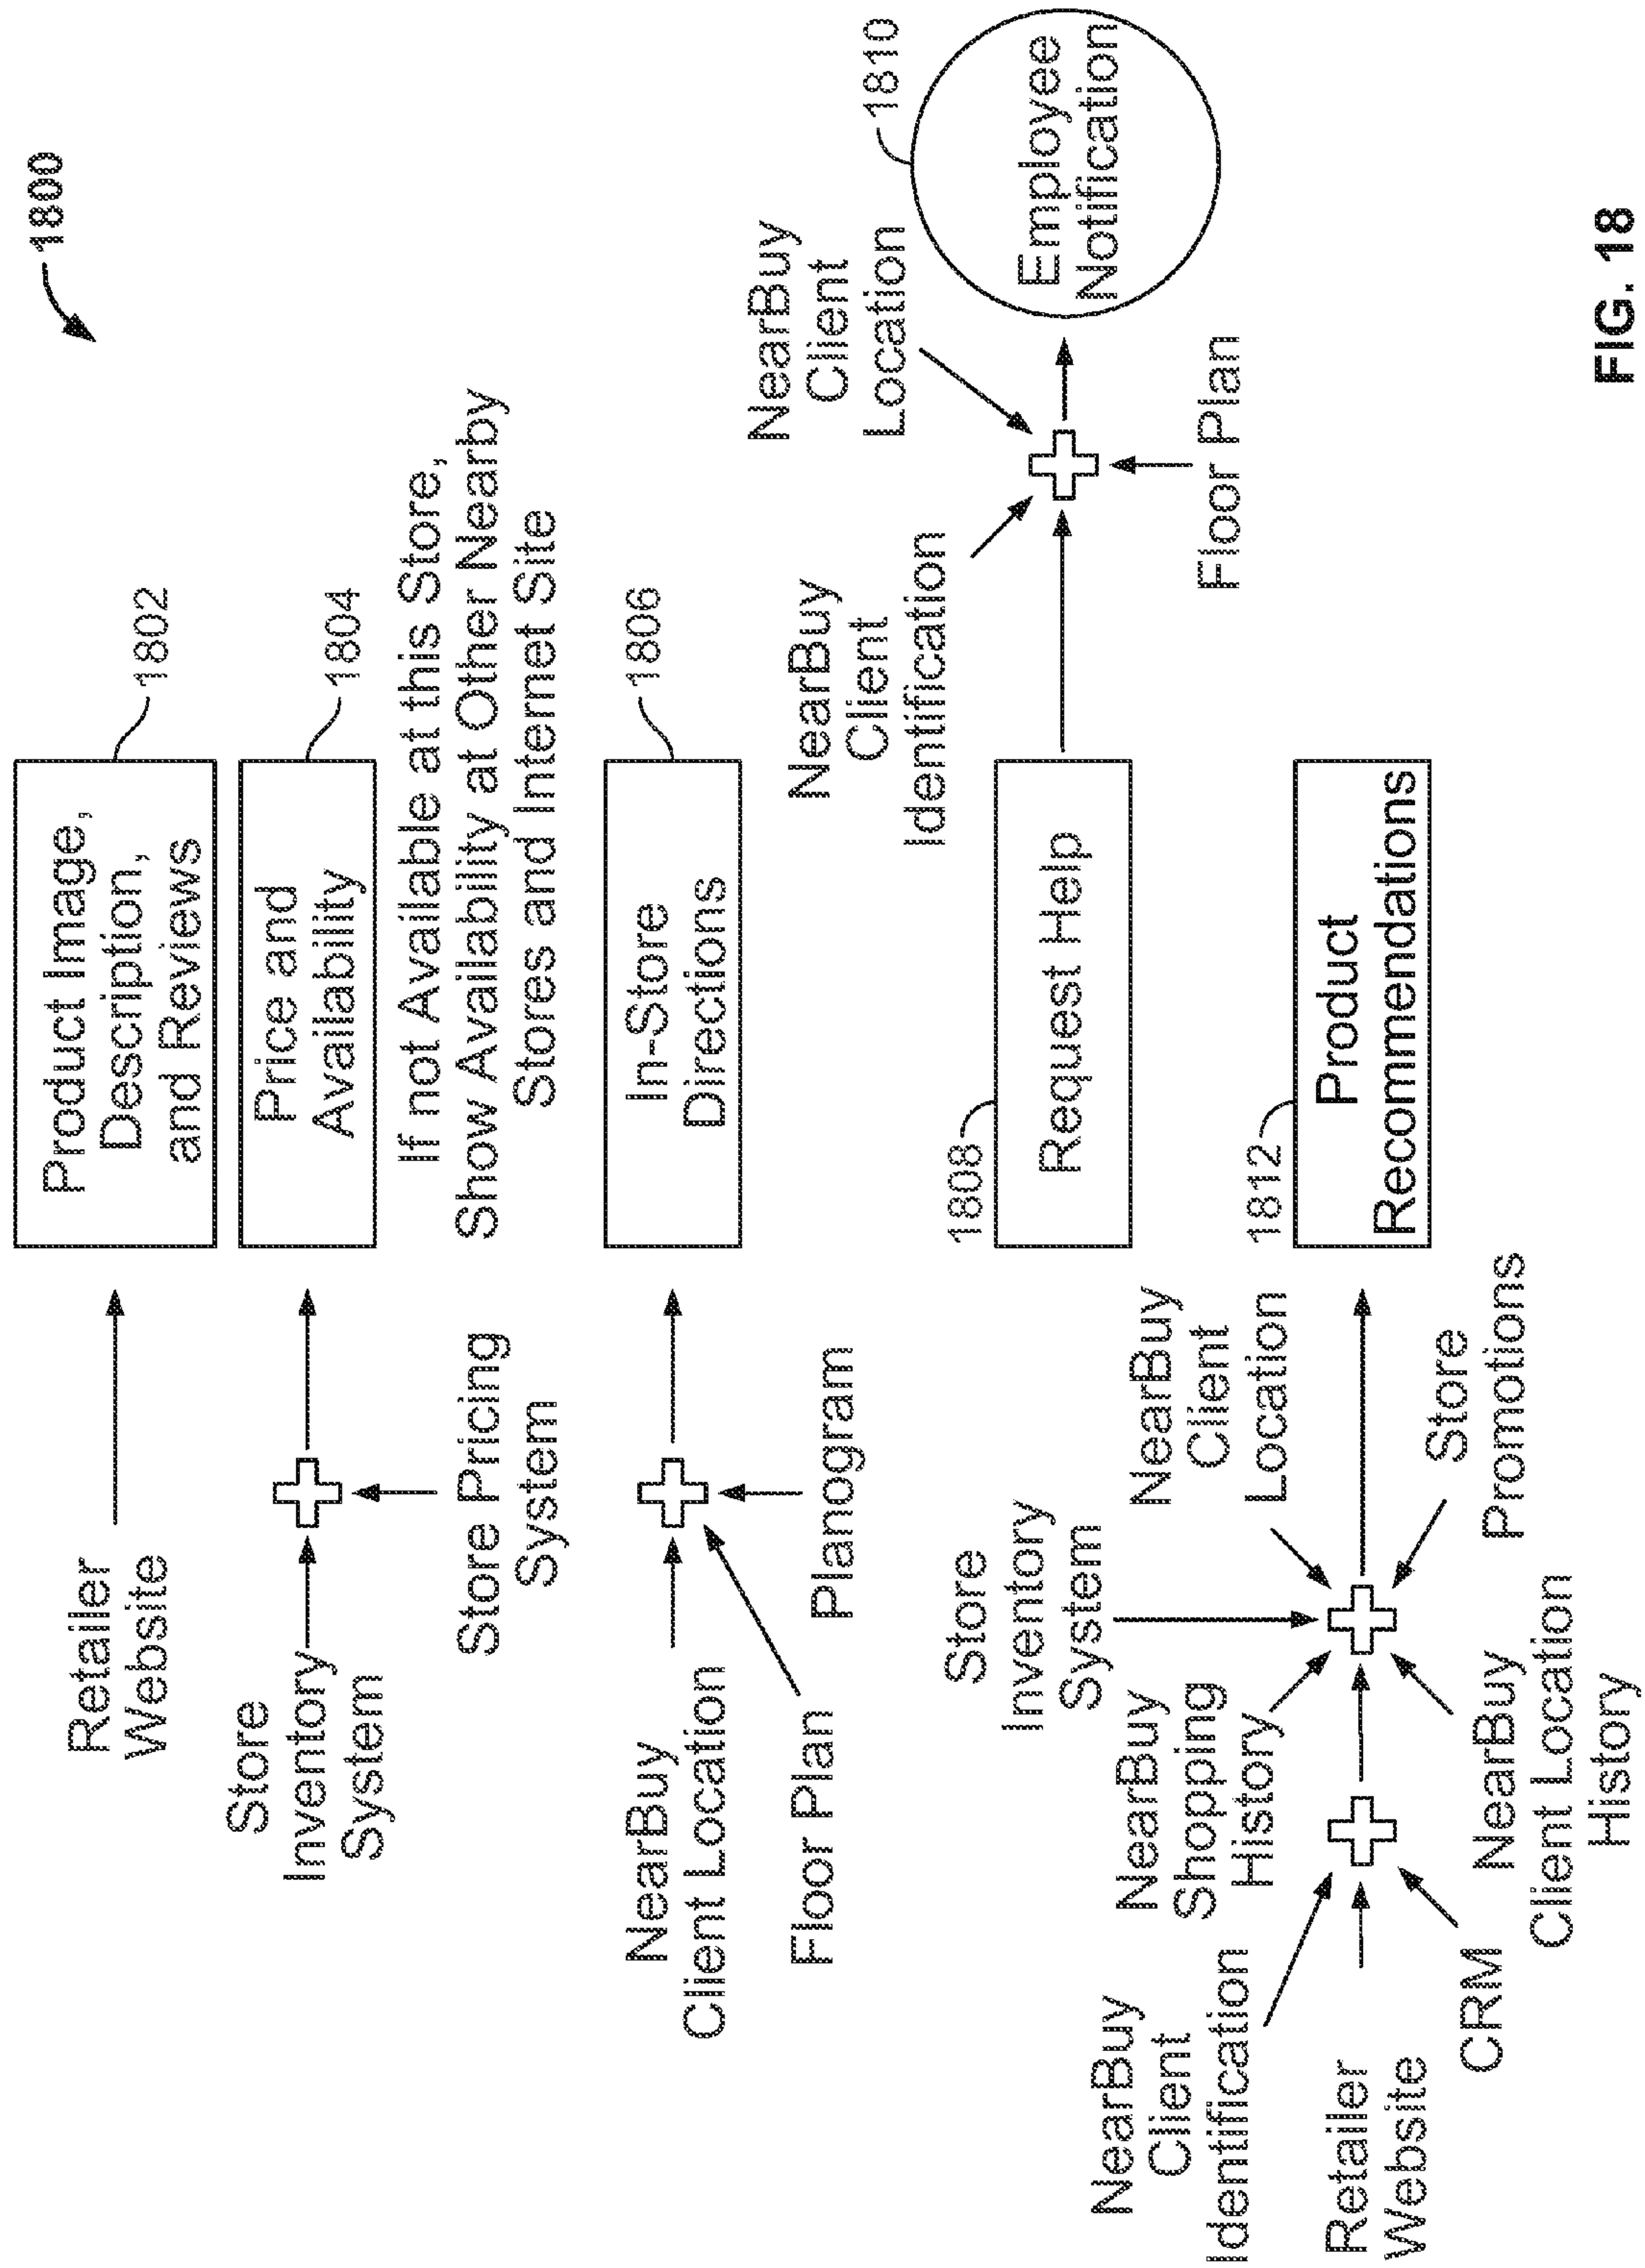 1800
Retailer
Website
Product Image,
Description,
and Reviews
1802
Store
Inventory
System
Store Pricing
System
Price and
Availability
1804
If not Available at this Store,
Show Availability at Other Nearby
Stores and Internet Site
NearBuy
Client Location
Floor Plan
Planogram
In-Store
Directions
1806
1808
Request Help
NearBuy
Client
Identification
NearBuy
Client
Location
Floor Plan
1810
Employee
Notification
NearBuy
Client
Identification
Retailer
Website
CRM
NearBuy
Shopping
History
Store
Inventory
System
NearBuy
Client
Location
Store
Promotions
NearBuy
Client Location
History
1812
Product
Recommendations
FIG. 18